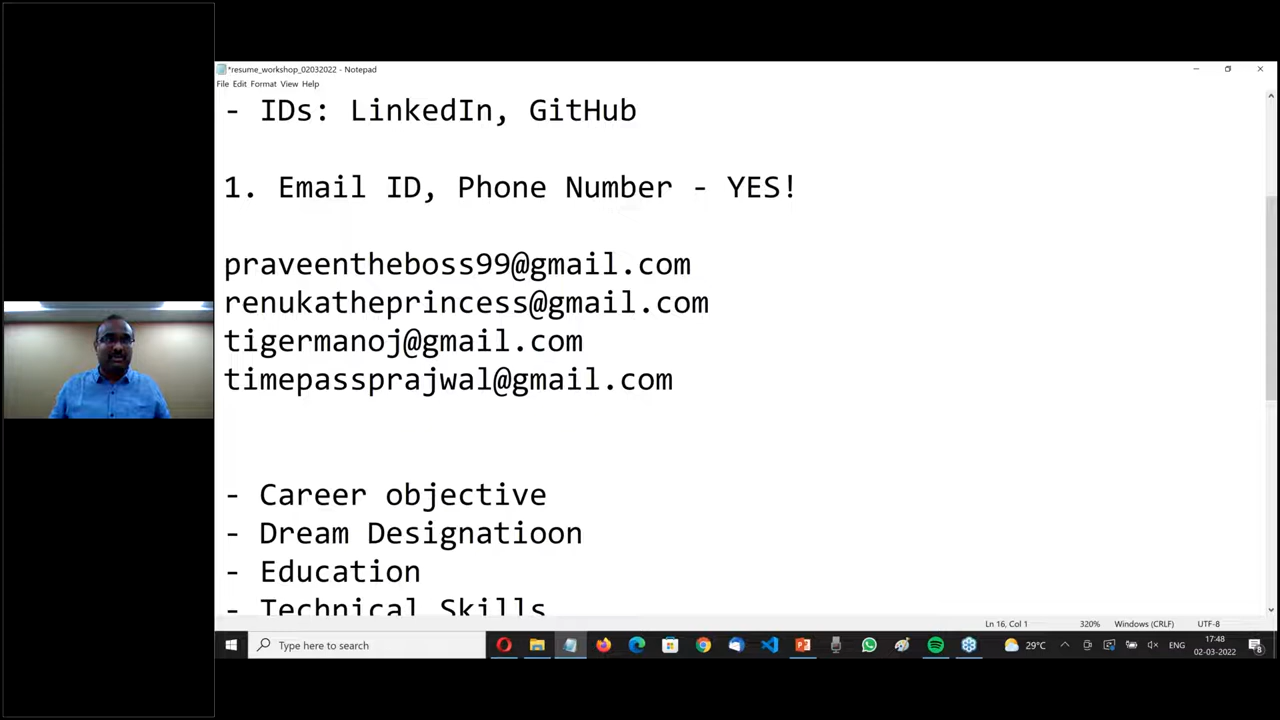 *resume_workshop_02032022 - Notepad
File Edit Format View Help
- IDs: LinkedIn, GitHub
1. Email ID, Phone Number - YES!
praveentheboss99@gmail.com
renukatheprincess@gmail.com
tigermanoj@gmail.com
timepassprajwal@gmail.com
- Career objective
- Dream Designatioon
- Education
- Technical Skills
Ln 16, Col 1 320% Windows (CRLF) UTF-8
Type here to search 29°C ENG 17:48
02-03-2022 8